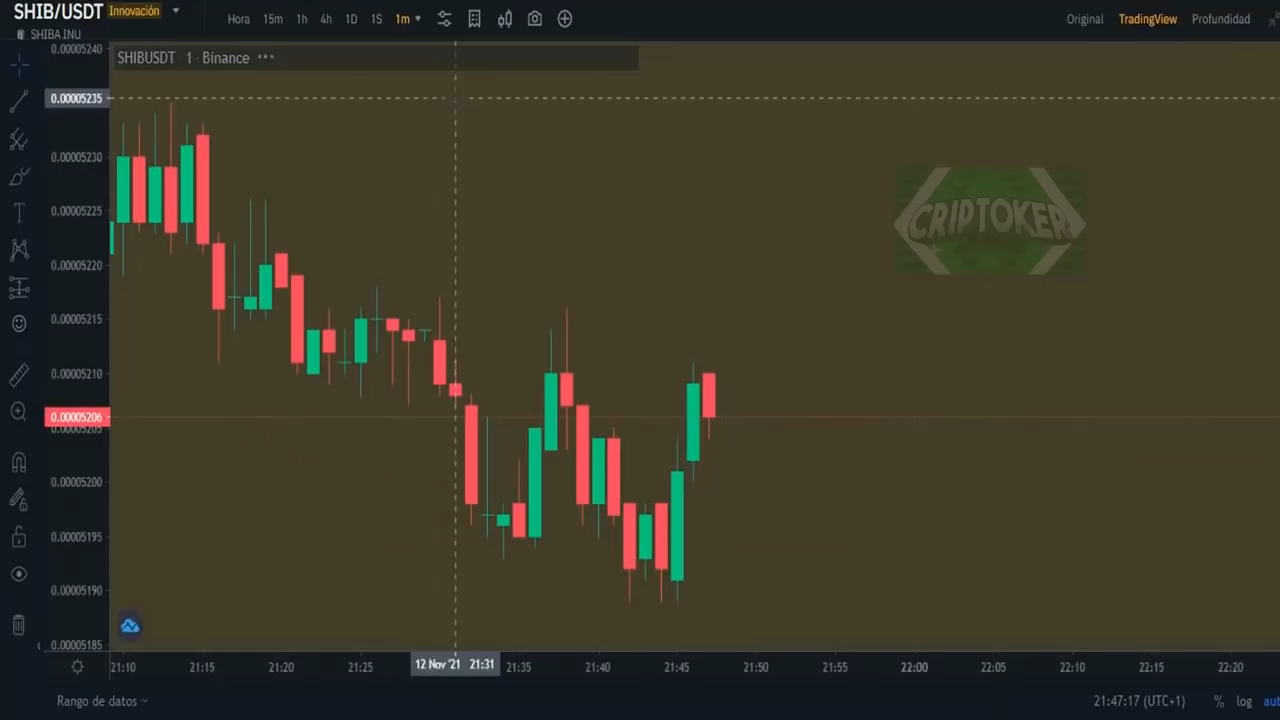 SHIB/USDT Innovación
SHIBA INU
Hora 15m 1h 4h 1D 1S 1m
Original TradingView Profundidad
SHIBUSDT 1 Binance ···
0.00005240
0.00005235
0.00005230
0.00005225
0.00005220
0.00005215
0.00005210
0.00005206
0.00005205
0.00005200
0.00005195
0.00005190
0.00005185
CRIPTOKER
21:10 21:15 21:20 21:25 12 Nov '21 21:31 21:35 21:40 21:45 21:50 21:55 22:00 22:05 22:10 22:15 22:20
Rango de datos
21:47:17 (UTC+1) % log aut